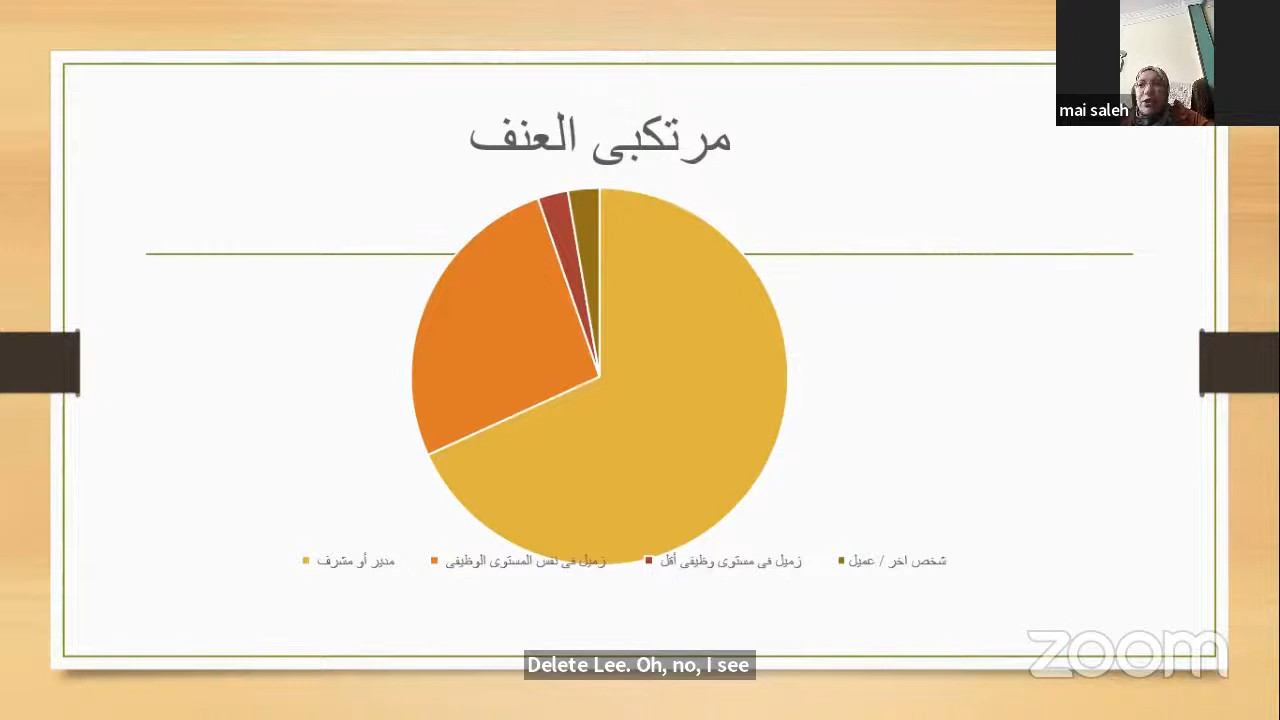 mai saleh
مرتكبى العنف
مدير أو مشرف
زميل فى نفس المستوى الوظيفى
زميل فى مستوى وظيفى أقل
شخص اخر / عميل
zoom
Delete Lee. Oh, no, I see